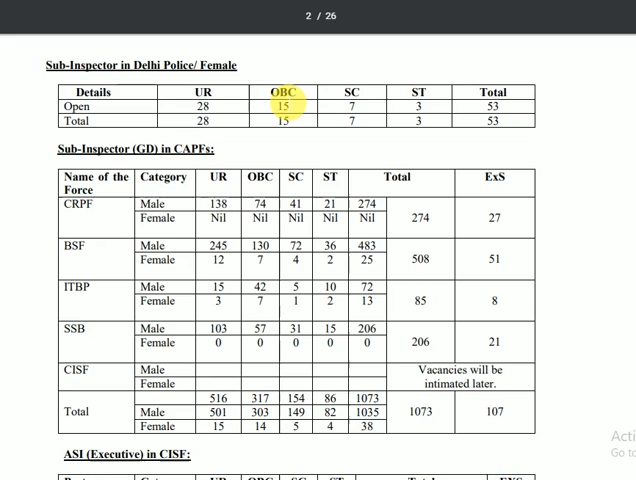 2 / 26
Sub-Inspector in Delhi Police/ Female
Details UR OBC SC ST Total
Open 28 15 7 3 53
Total 28 15 7 3 53
Sub-Inspector (GD) in CAPFs:
Name of the Force Category UR OBC SC ST Total ExS
CRPF Male 138 74 41 21 274
Female Nil Nil Nil Nil Nil 274 27
BSF Male 245 130 72 36 483
Female 12 7 4 2 25 508 51
ITBP Male 15 42 5 10 72
Female 3 7 1 2 13 85 8
SSB Male 103 57 31 15 206
Female 0 0 0 0 0 206 21
CISF Male Vacancies will be
Female intimated later.
516 317 154 86 1073
Total Male 501 303 149 82 1035 1073 107
Female 15 14 5 4 38
Acti
Go to
ASI (Executive) in CISF: